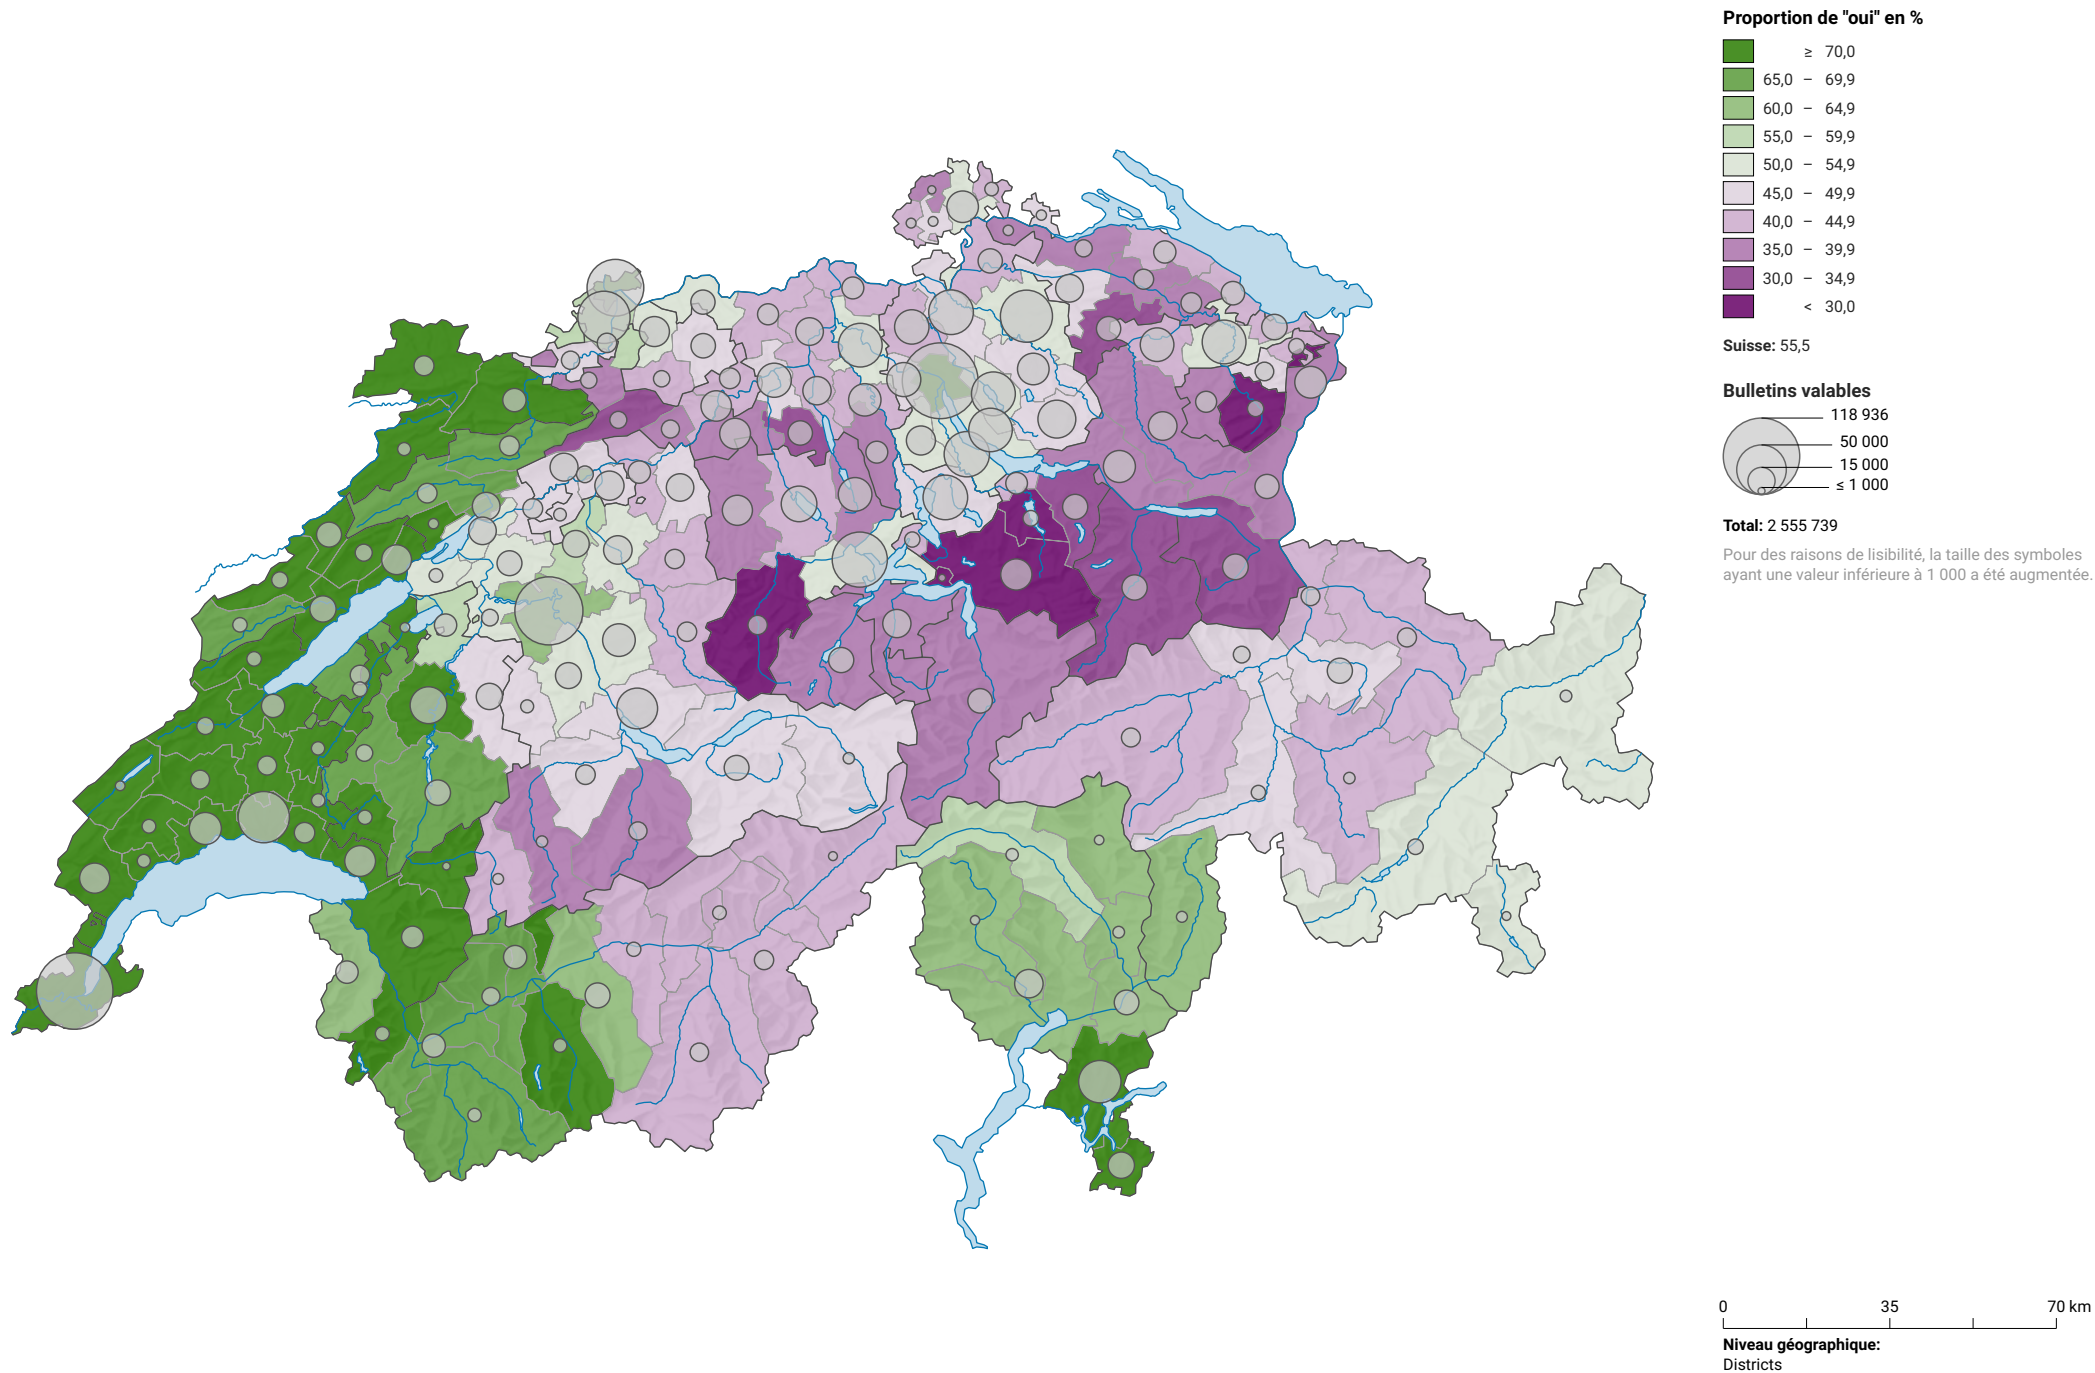 Proportion de "oui" en %
≥ 70,0
65,0 – 69,9
60,0 – 64,9
55,0 – 59,9
50,0 – 54,9
45,0 – 49,9
40,0 – 44,9
35,0 – 39,9
30,0 – 34,9
< 30,0
Suisse: 55,5
Bulletins valables
118 936
50 000
15 000
≤ 1 000
Total: 2 555 739
Pour des raisons de lisibilité, la taille des symboles
ayant une valeur inférieure à 1 000 a été augmentée.
0 35 70 km
Niveau géographique:
Districts